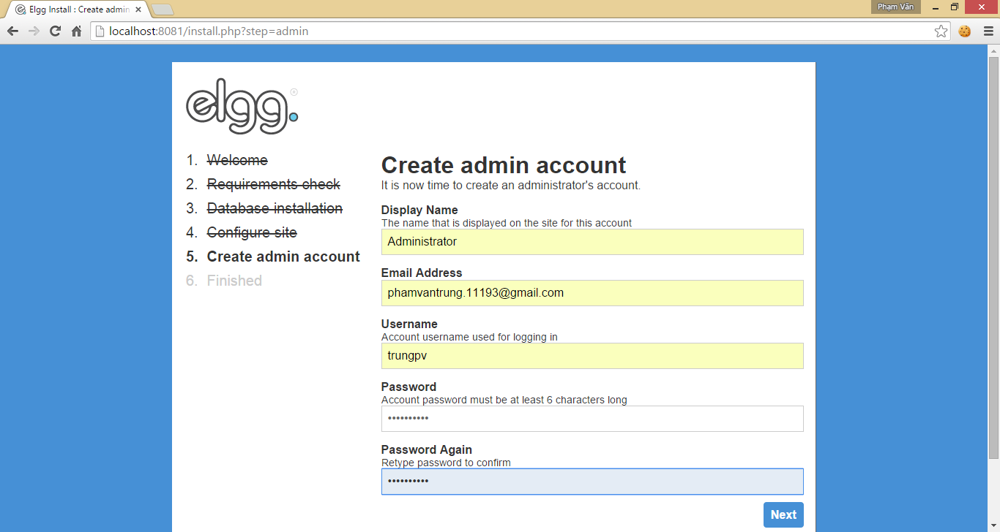 Elgg Install : Create admin
Phạm Văn
localhost:8081/install.php?step=admin
elgg.®
1. Welcome
2. Requirements check
3. Database installation
4. Configure site
5. Create admin account
6. Finished
Create admin account
It is now time to create an administrator's account.
Display Name
The name that is displayed on the site for this account
Administrator
Email Address
phamvantrung.11193@gmail.com
Username
Account username used for logging in
trungpv
Password
Account password must be at least 6 characters long
••••••••••
Password Again
Retype password to confirm
••••••••••
Next